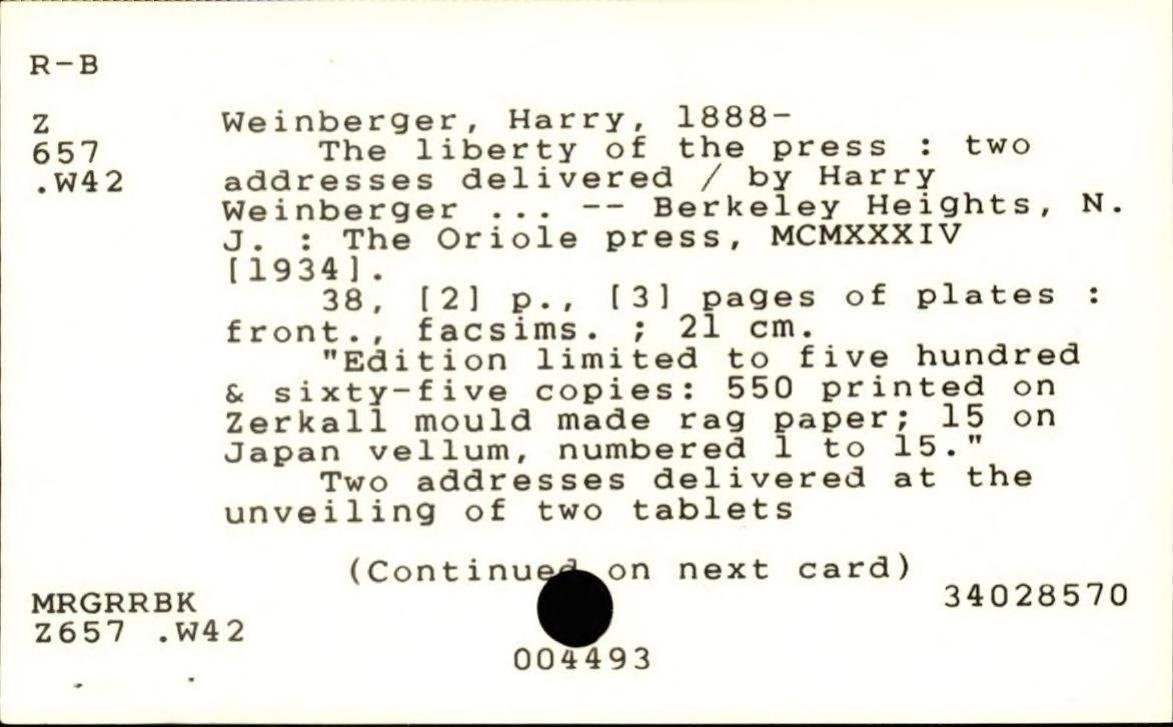 R-B
Z
657
.W42
Weinberger, Harry, 1888-
The liberty of the press : two
addresses delivered / by Harry
Weinberger ... -- Berkeley Heights, N.
J. : The Oriole press, MCMXXXIV
[1934].
38, [2] p., [3] pages of plates :
front., facsims. ; 21 cm.
"Edition limited to five hundred
& sixty-five copies: 550 printed on
Zerkall mould made rag paper; 15 on
Japan vellum, numbered 1 to 15."
Two addresses delivered at the
unveiling of two tablets
(Continued on next card)
MRGRRBK
34028570
Z657 .W42
004493